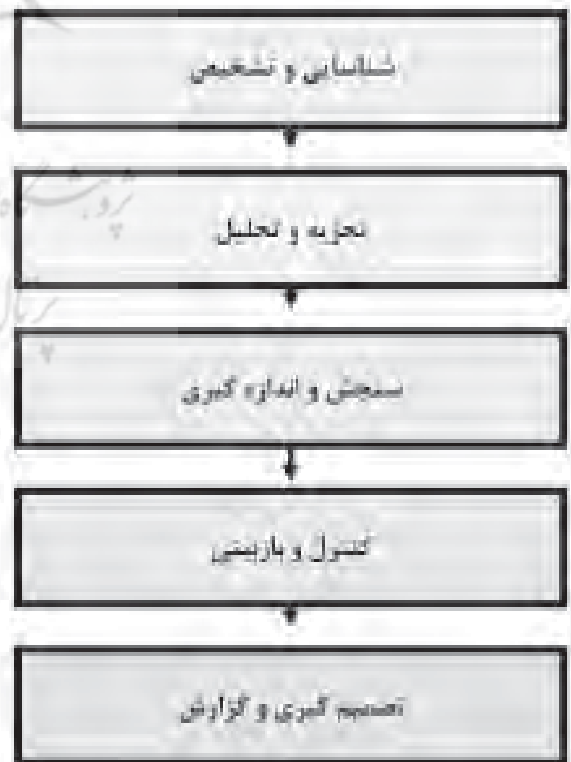 شناسایی و تشخیص
تجزیه و تحلیل
سنجش و اندازه گیری
کنترل و بازبینی
تصمیم گیری و گزارش